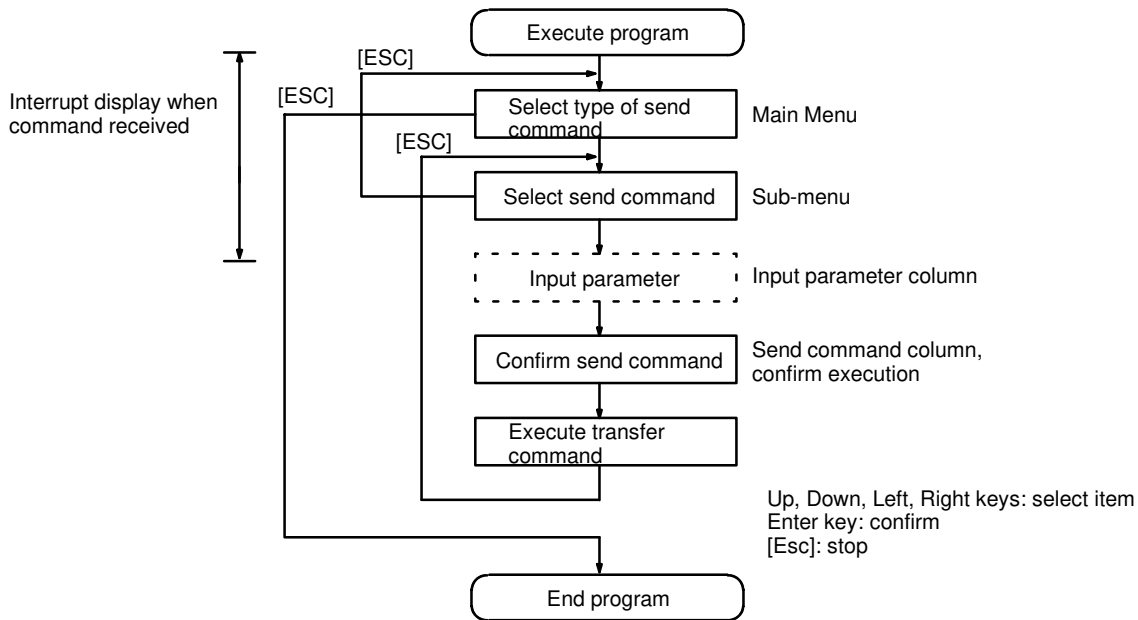 Execute program
[ESC]
[ESC]
Interrupt display when
command received
Select type of send
command
Main Menu
[ESC]
Select send command
Sub-menu
Input parameter
Input parameter column
Confirm send command
Send command column,
confirm execution
Execute transfer
command
Up, Down, Left, Right keys: select item
Enter key: confirm
[Esc]: stop
End program